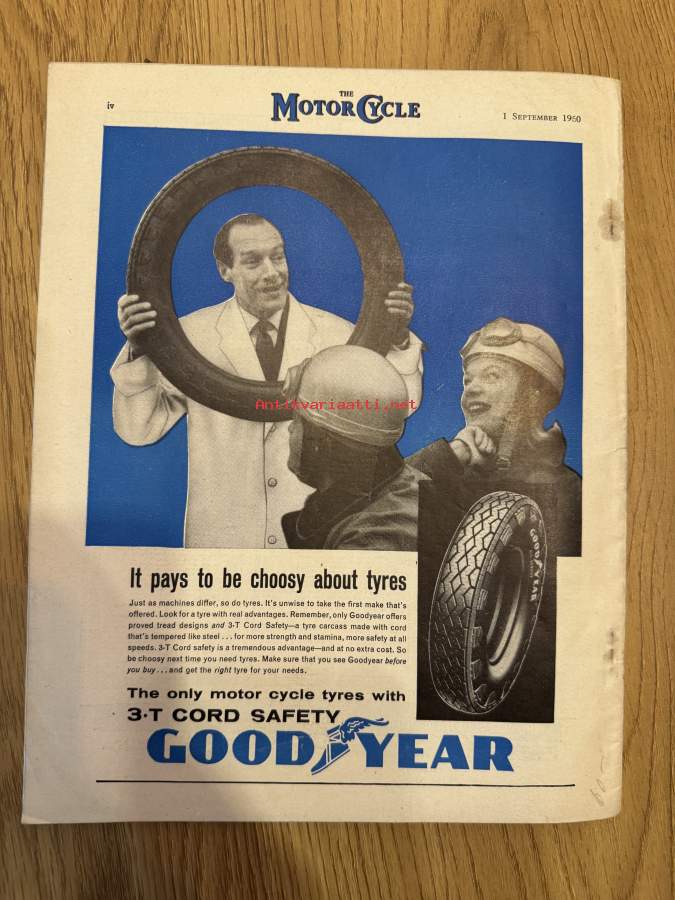 iv
THE
MOTOR CYCLE
1 SEPTEMBER 1960
Antikvariaatti.net
GOOD YEAR
It pays to be choosy about tyres
Just as machines differ, so do tyres. It's unwise to take the first make that's
offered. Look for a tyre with real advantages. Remember, only Goodyear offers
proved tread designs and 3·T Cord Safety—a tyre carcass made with cord
that's tempered like steel . . . for more strength and stamina, more safety at all
speeds. 3·T Cord safety is a tremendous advantage—and at no extra cost. So
be choosy next time you need tyres. Make sure that you see Goodyear before
you buy . . . and get the right tyre for your needs.
The only motor cycle tyres with
3·T CORD SAFETY
GOOD YEAR